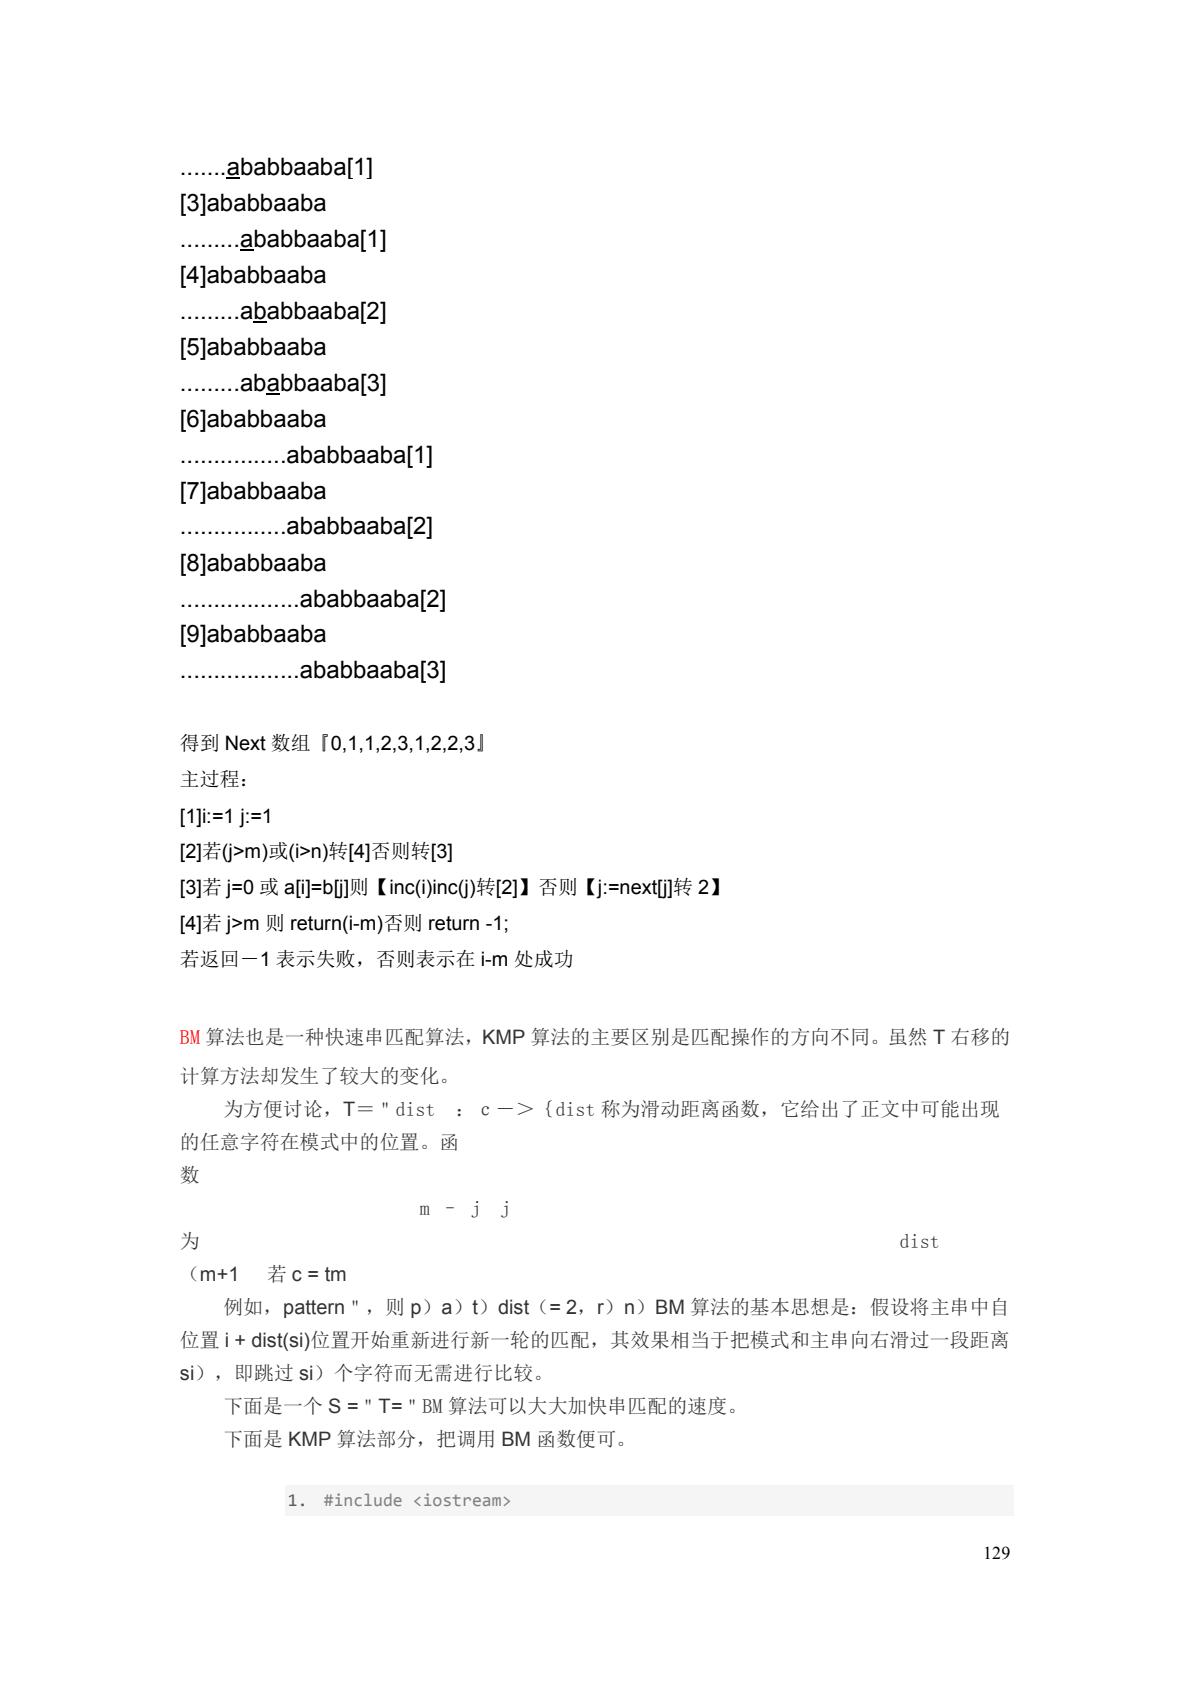 .......ababbaaba[1]
[3]ababbaaba
.........ababbaaba[1]
[4]ababbaaba
.........ababbaaba[2]
[5]ababbaaba
.........ababbaaba[3]
[6]ababbaaba
................ababbaaba[1]
[7]ababbaaba
................ababbaaba[2]
[8]ababbaaba
..................ababbaaba[2]
[9]ababbaaba
..................ababbaaba[3]
得到 Next 数组『0,1,1,2,3,1,2,2,3』
主过程：
[1]i:=1 j:=1
[2]若(j>m)或(i>n)转[4]否则转[3]
[3]若 j=0 或 a[i]=b[j]则【inc(i)inc(j)转[2]】否则【j:=next[j]转 2】
[4]若 j>m 则 return(i-m)否则 return -1;
若返回－1 表示失败，否则表示在 i-m 处成功
BM 算法也是一种快速串匹配算法，KMP 算法的主要区别是匹配操作的方向不同。虽然 T 右移的
计算方法却发生了较大的变化。
为方便讨论，T＝＂dist ：c－＞｛dist 称为滑动距离函数，它给出了正文中可能出现
的任意字符在模式中的位置。函
数
m – j j
为 dist
（m+1 若 c = tm
例如，pattern＂，则 p）a）t）dist（= 2，r）n）BM 算法的基本思想是：假设将主串中自
位置 i + dist(si)位置开始重新进行新一轮的匹配，其效果相当于把模式和主串向右滑过一段距离
si），即跳过 si）个字符而无需进行比较。
下面是一个 S =＂T=＂BM 算法可以大大加快串匹配的速度。
下面是 KMP 算法部分，把调用 BM 函数便可。
1. #include <iostream>
129